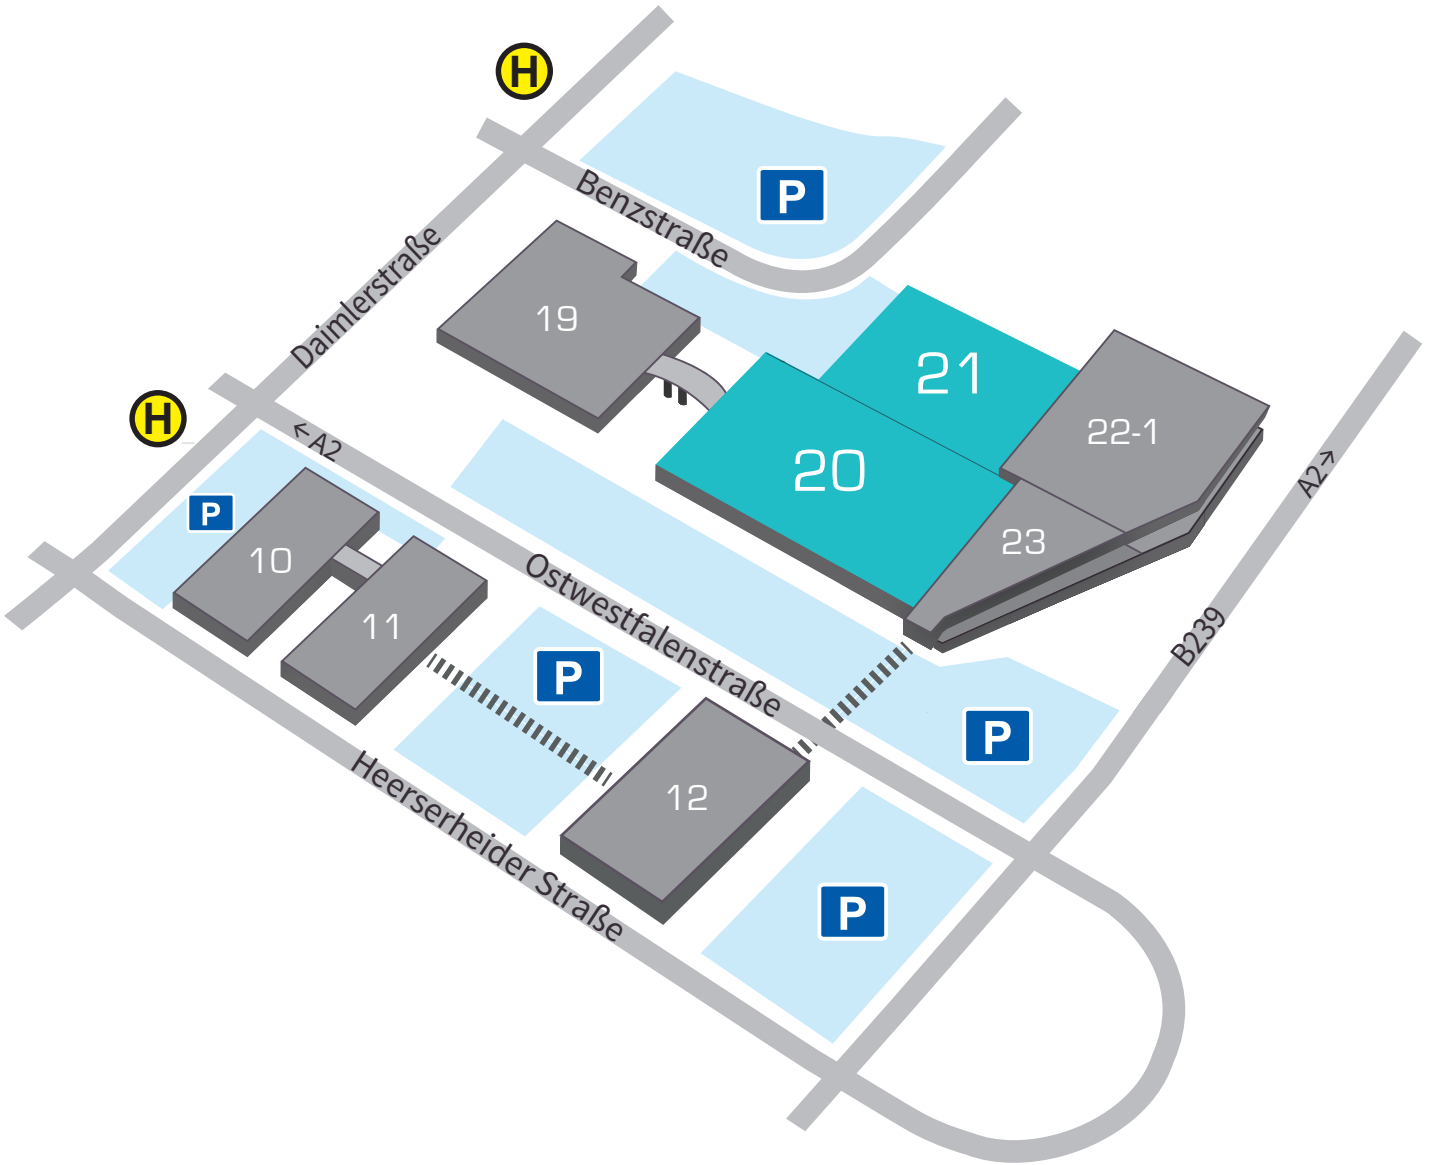 H
P
Benzstraße
Daimlerstraße
19
21
20
22-1
23
H
←A2
A2→
P
10
11
Ostwestfalenstraße
B239
P
P
12
Heerserheider Straße
P